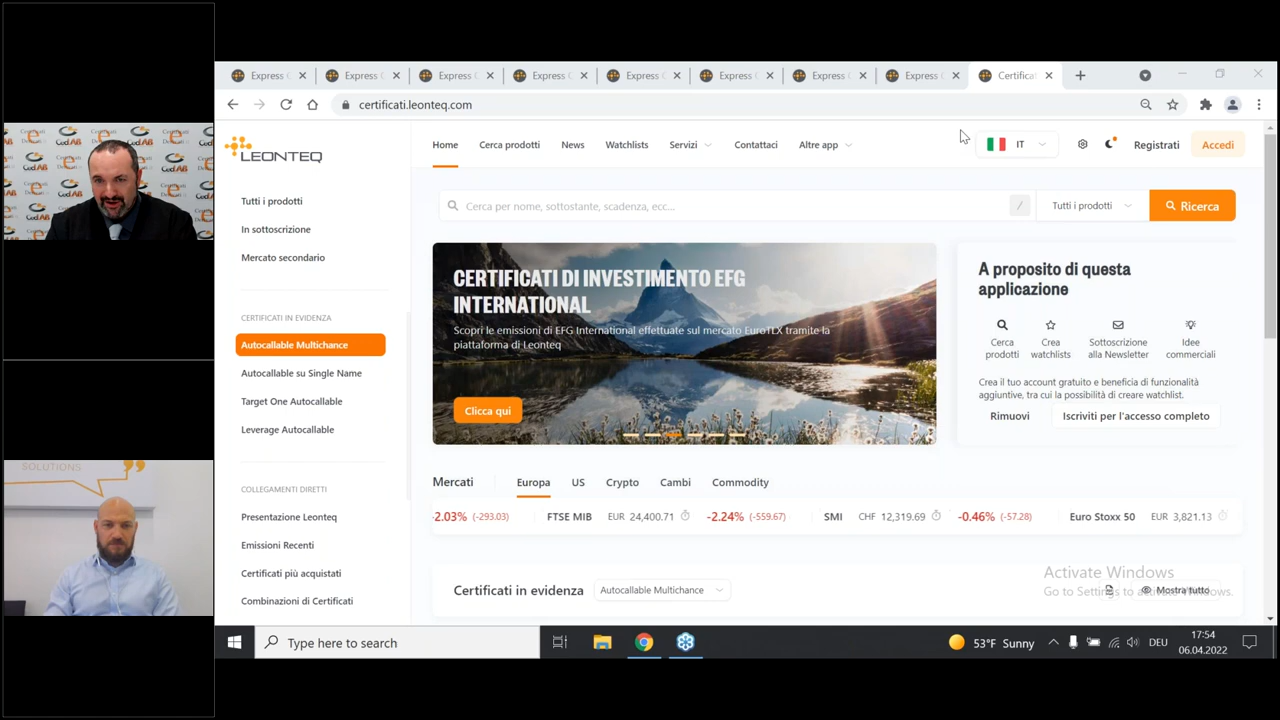 Express
Express
Express
Express
Express
Express
Express
Express
Certifica
certificati.leonteq.com
LEONTEQ
Home
Cerca prodotti
News
Watchlists
Servizi
Contattaci
Altre app
IT
Registrati
Accedi
Cerca per nome, sottostante, scadenza, ecc...
/
Tutti i prodotti
Ricerca
Tutti i prodotti
In sottoscrizione
Mercato secondario
CERTIFICATI IN EVIDENZA
Autocallable Multichance
Autocallable su Single Name
Target One Autocallable
Leverage Autocallable
COLLEGAMENTI DIRETTI
Presentazione Leonteq
Emissioni Recenti
Certificati più acquistati
Combinazioni di Certificati
CERTIFICATI DI INVESTIMENTO EFG
INTERNATIONAL
Scopri le emissioni di EFG International effettuate sul mercato EuroTLX tramite la
piattaforma di Leonteq
Clicca qui
A proposito di questa
applicazione
Cerca
prodotti
Crea
watchlists
Sottoscrizione
alla Newsletter
Idee
commerciali
Crea il tuo account gratuito e beneficia di funzionalità
aggiuntive, tra cui la possibilità di creare watchlist.
Rimuovi
Iscriviti per l'accesso completo
Mercati
Europa
US
Crypto
Cambi
Commodity
-2.03% (-293.03)
FTSE MIB EUR 24,400.71 -2.24% (-559.67)
SMI CHF 12,319.69 -0.46% (-57.28)
Euro Stoxx 50 EUR 3,821.13
Certificati in evidenza
Autocallable Multichance
Mostra tutto
Activate Windows
Go to Settings to activate Windows.
Type here to search
53°F Sunny
DEU
17:54
06.04.2022
SOLUTIONS
CedLAB